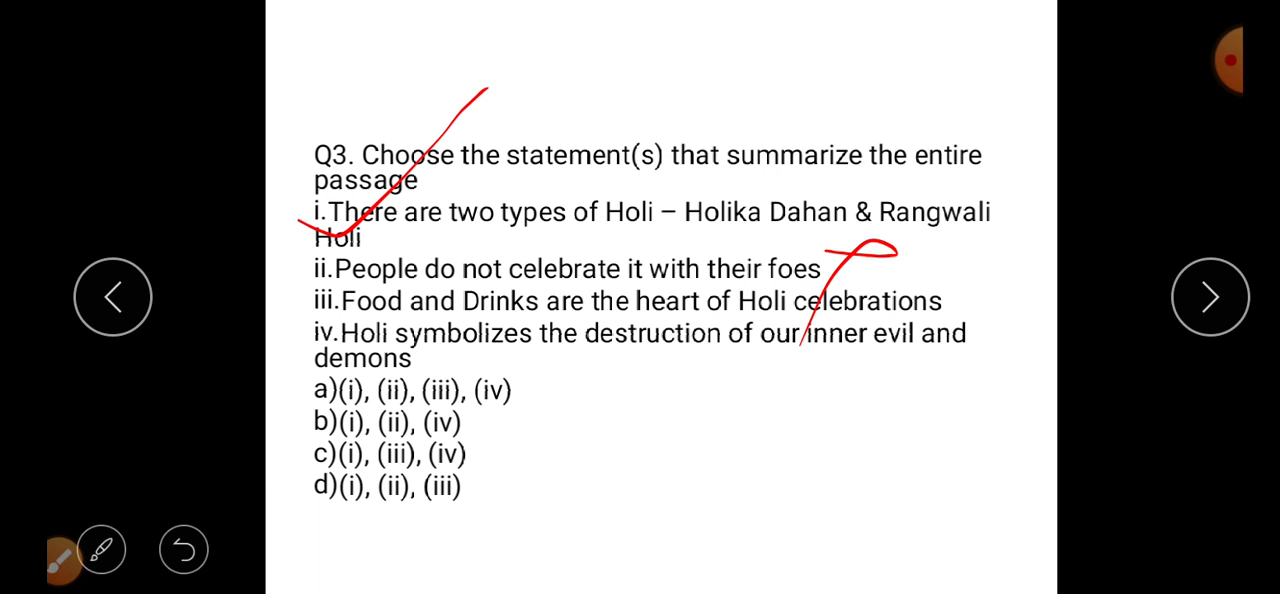 Q3. Choose the statement(s) that summarize the entire
passage
i.There are two types of Holi – Holika Dahan & Rangwali
Holi
ii.People do not celebrate it with their foes
iii.Food and Drinks are the heart of Holi celebrations
iv.Holi symbolizes the destruction of our inner evil and
demons
a)(i), (ii), (iii), (iv)
b)(i), (ii), (iv)
c)(i), (iii), (iv)
d)(i), (ii), (iii)